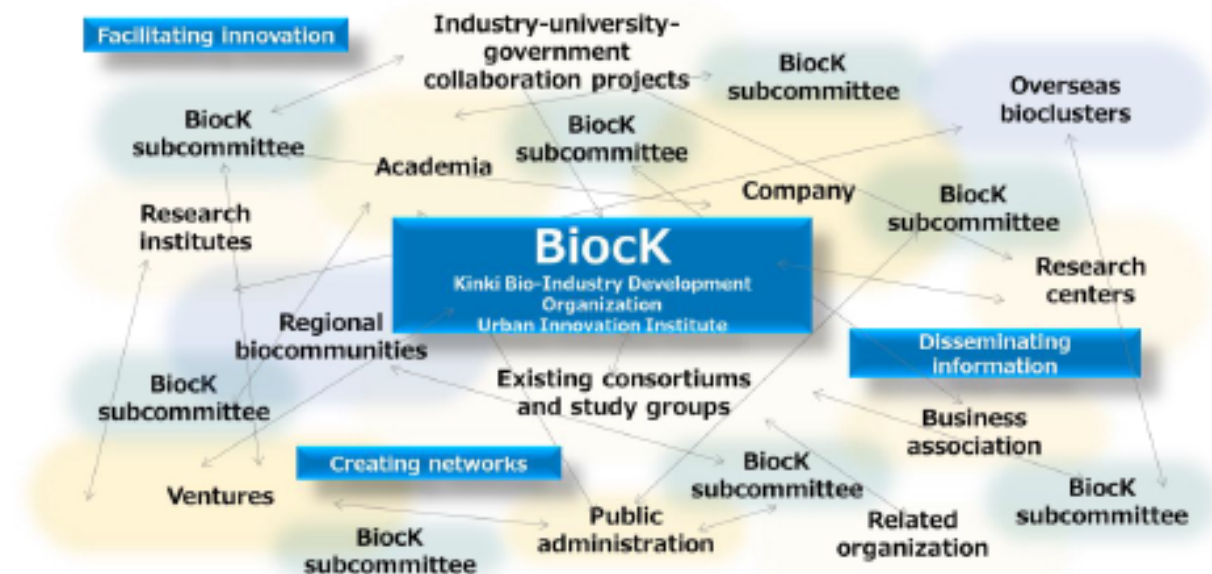 Facilitating innovation
Industry-university-
government
collaboration projects
BiocK
subcommittee
Overseas
bioclusters
BiocK
subcommittee
BiocK
subcommittee
Academia
Company
BiocK
subcommittee
Research
institutes
BiocK
Kinki Bio-Industry Development
Organization
Urban Innovation Institute
Research
centers
Regional
biocommunities
Disseminating
information
BiocK
subcommittee
Existing consortiums
and study groups
Business
association
Creating networks
BiocK
subcommittee
BiocK
subcommittee
Ventures
Public
administration
Related
organization
BiocK
subcommittee